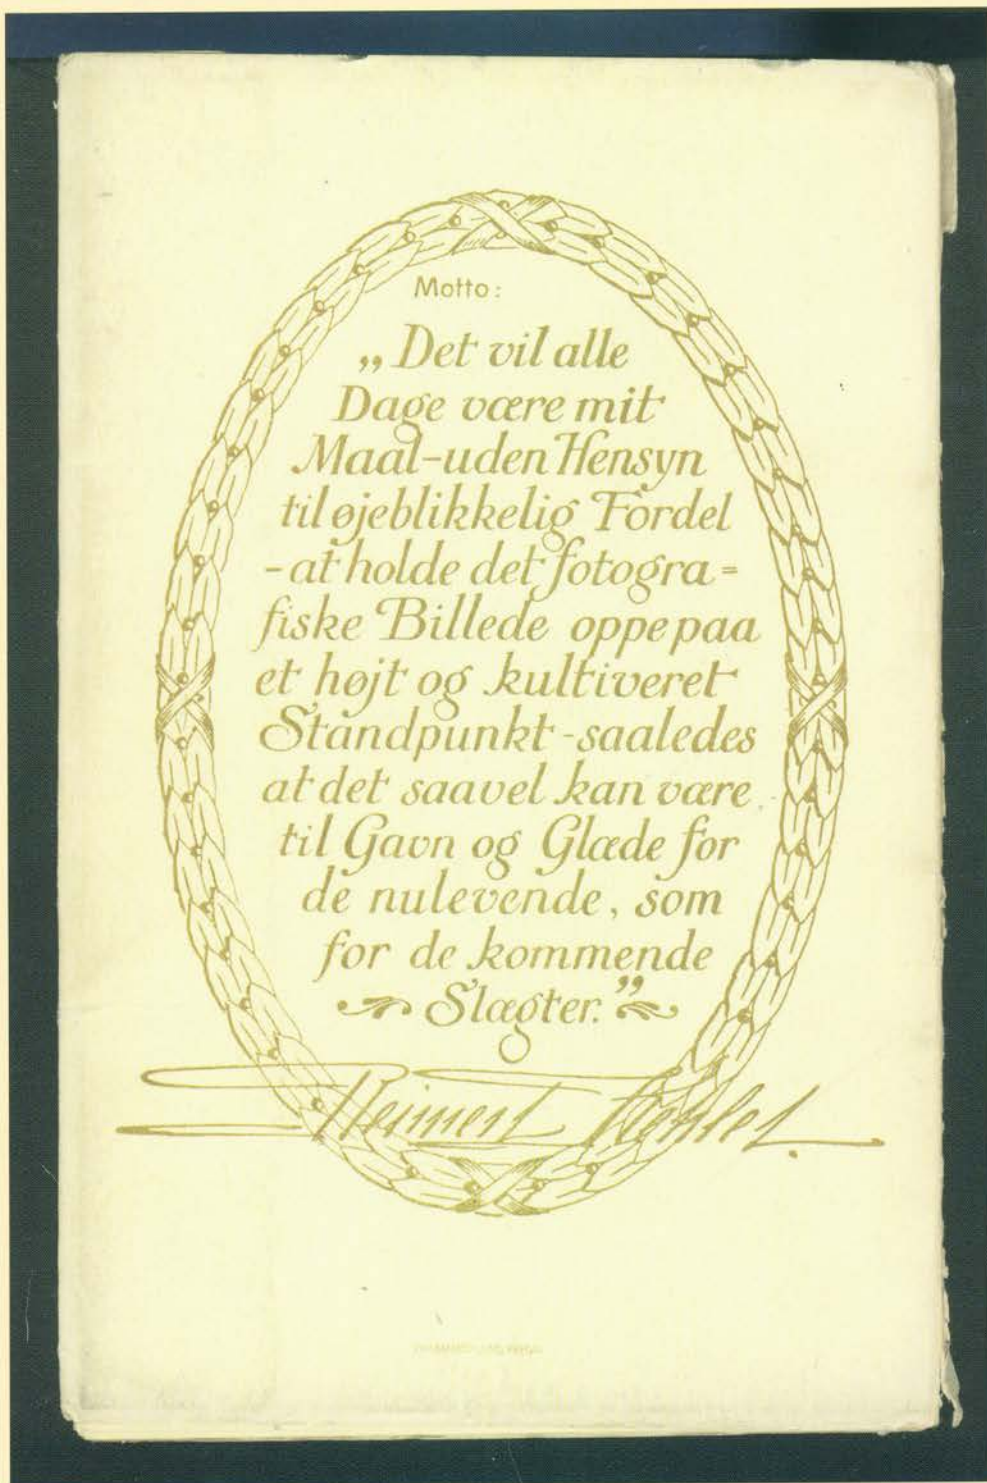 Motto:
„Det vil alle
Dage være mit
Maal-uden Hensyn
til øjeblikkelig Fordel
- at holde det fotogra=
fiske Billede oppe paa
et højt og kultiveret
Standpunkt - saaledes
at det saavel kan være
til Gavn og Glæde for
de nulevende, som
for de kommende
Slægter.”
Reimert